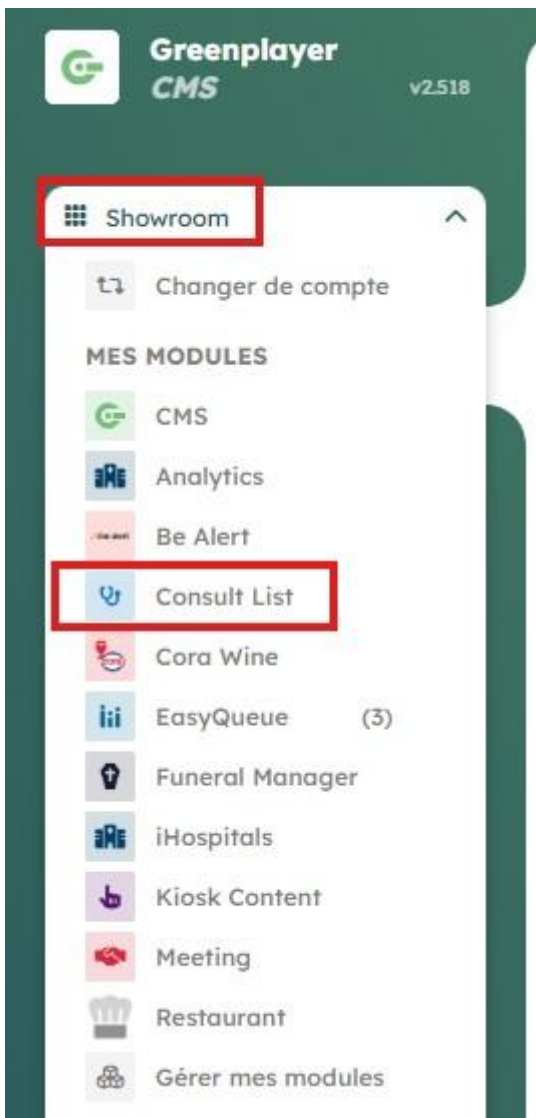 Greenplayer
CMS v2.518
Showroom
Changer de compte
MES MODULES
CMS
Analytics
Be Alert
Consult List
Cora Wine
EasyQueue (3)
Funeral Manager
iHospitals
Kiosk Content
Meeting
Restaurant
Gérer mes modules